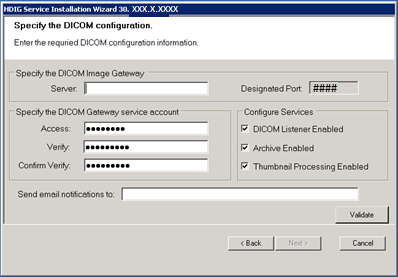 HDIG Service Installation Wizard 30. XXX.X.XXXX
Specify the DICOM configuration.
Enter the requried DICOM configuration information.
Specify the DICOM Image Gateway
Server:
Designated Port: ####
Specify the DICOM Gateway service account
Access: ●●●●●●●●
Verify: ●●●●●●●●●
Confirm Verify: ●●●●●●●●●
Configure Services
DICOM Listener Enabled
Archive Enabled
Thumbnail Processing Enabled
Send email notifications to:
Validate
< Back
Next >
Cancel